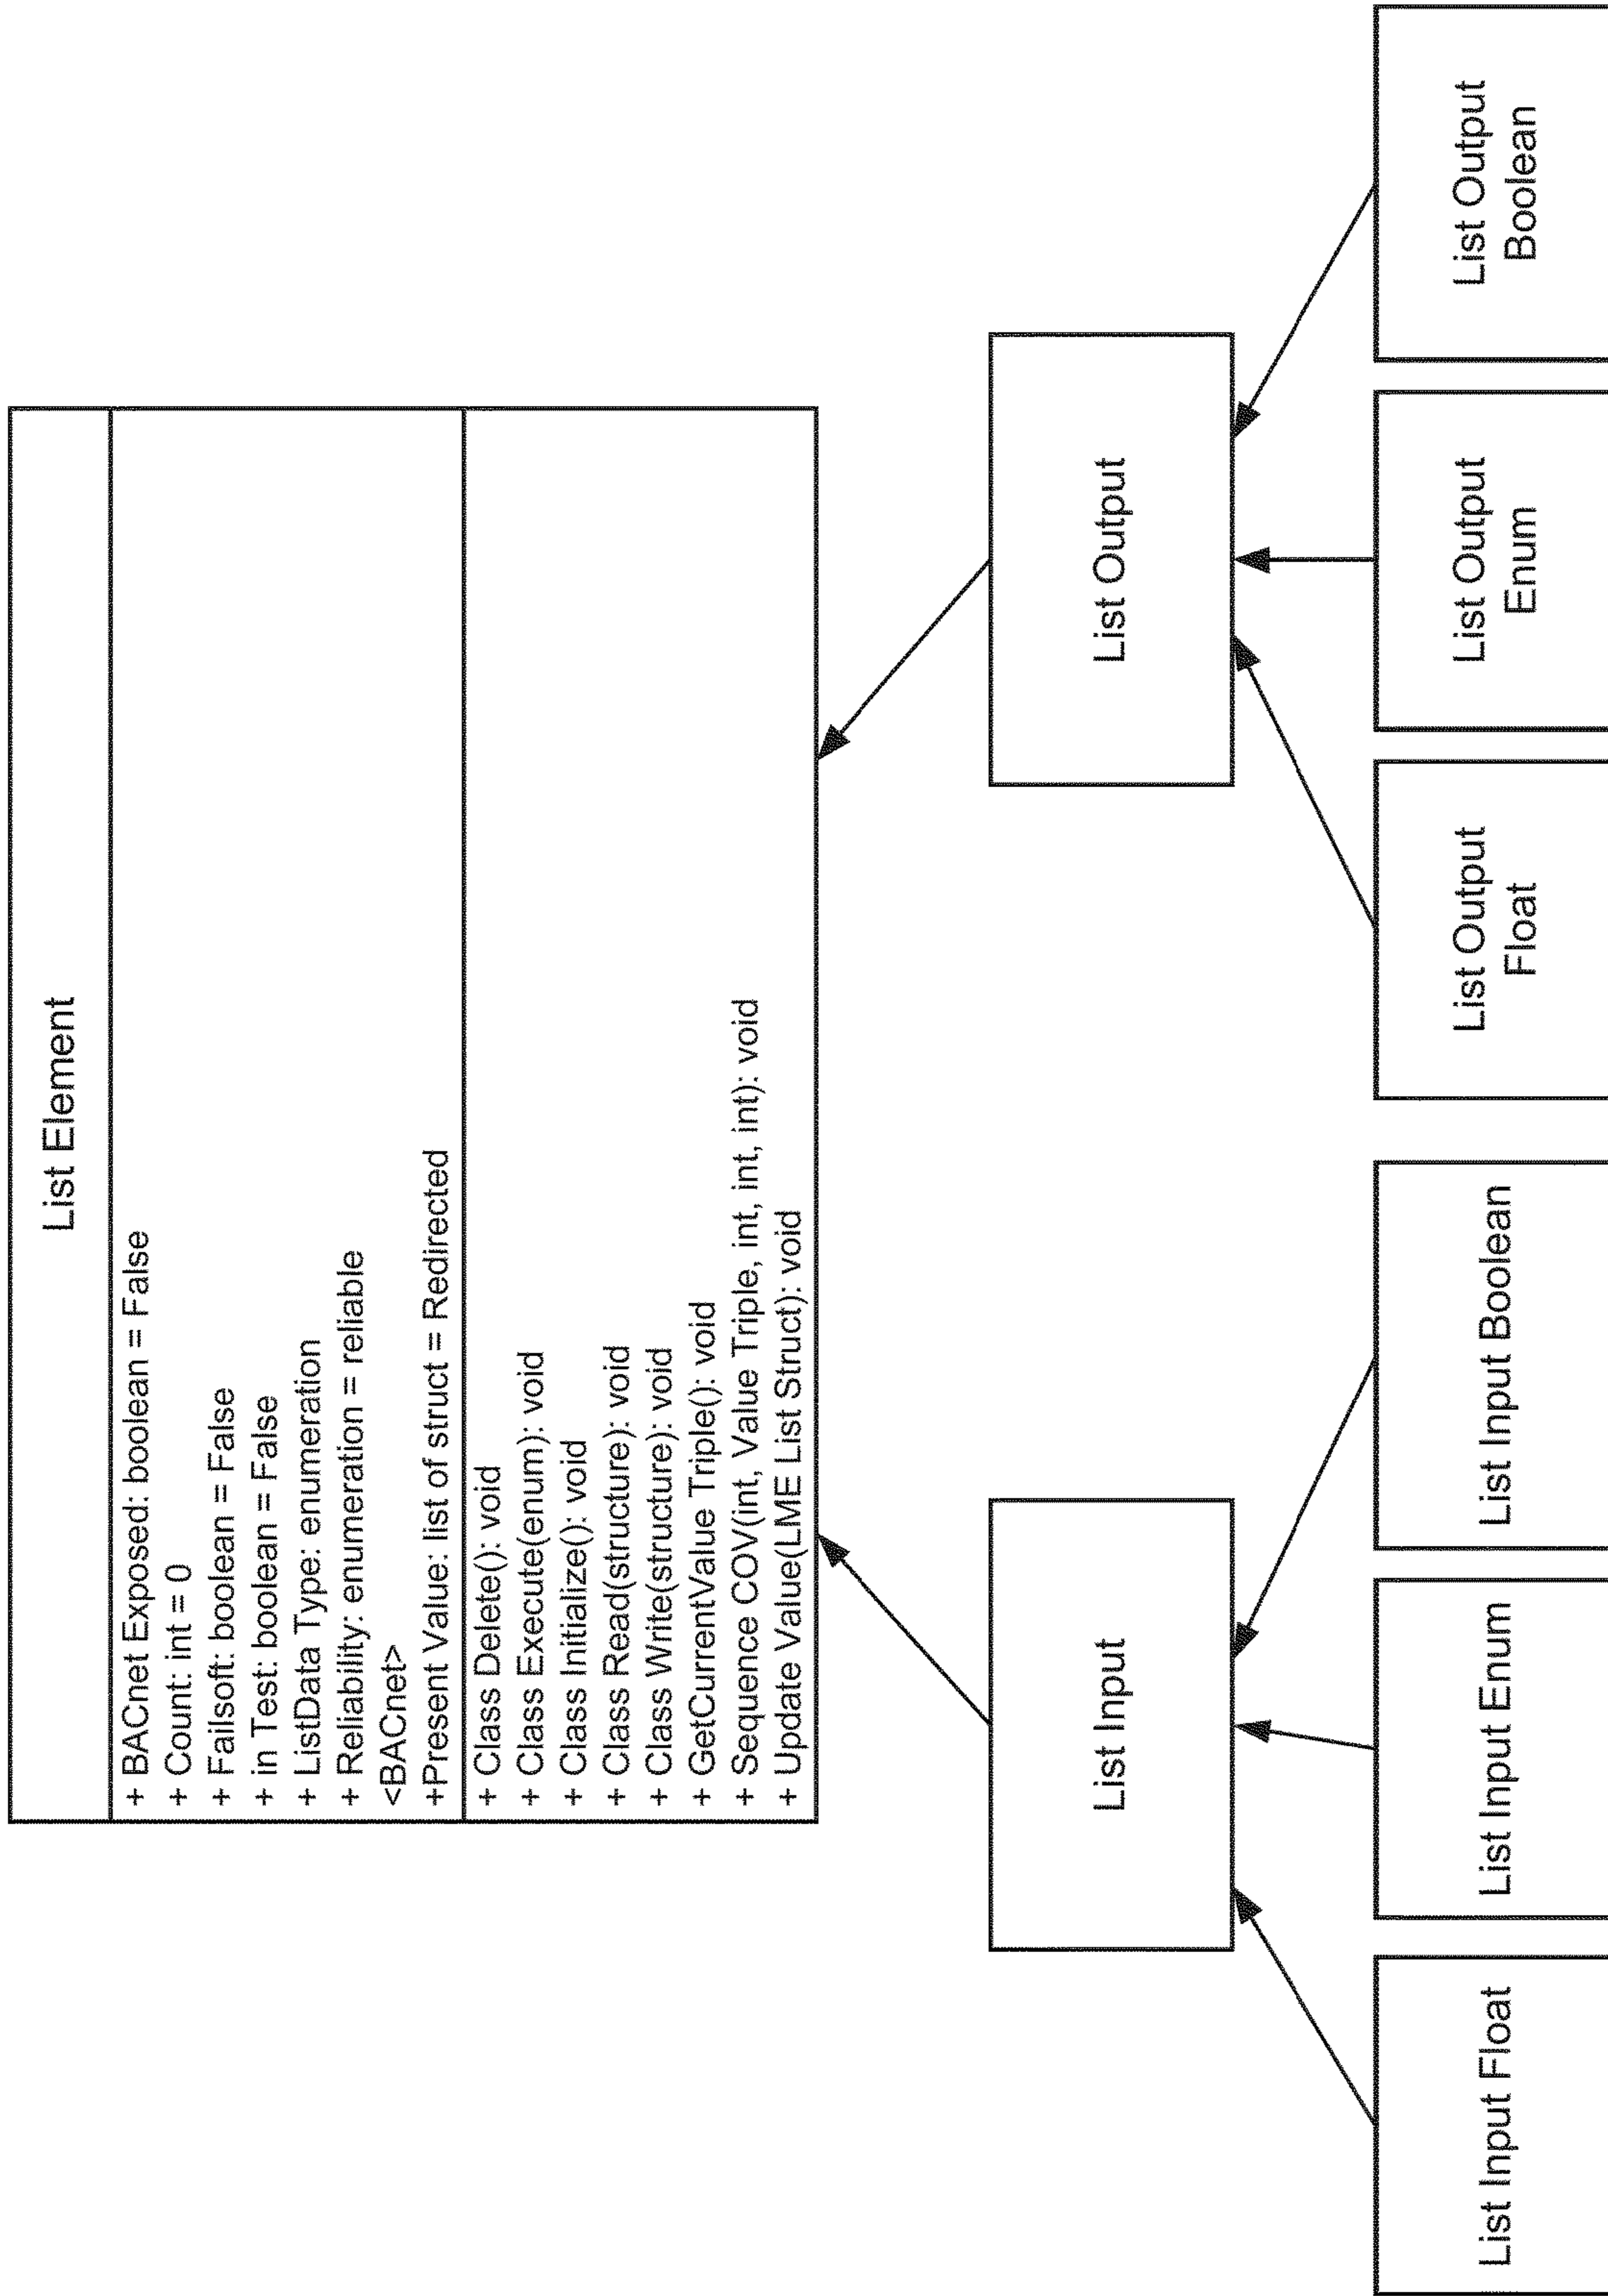 List Element
+ BACnet Exposed: boolean = False
+ Count: int = 0
+ Failsoft: boolean = False
+ in Test: boolean = False
+ ListData Type: enumeration
+ Reliability: enumeration = reliable
<BACnet>
+Present Value: list of struct = Redirected
+ Class Delete(): void
+ Class Execute(enum): void
+ Class Initialize(): void
+ Class Read(structure): void
+ Class Write(structure): void
+ GetCurrentValue Triple(): void
+ Sequence COV(int, Value Triple, int, int, int): void
+ Update Value(LME List Struct): void
List Input
List Output
List Input Float
List Input Enum
List Input Boolean
List Output
Float
List Output
Enum
List Output
Boolean